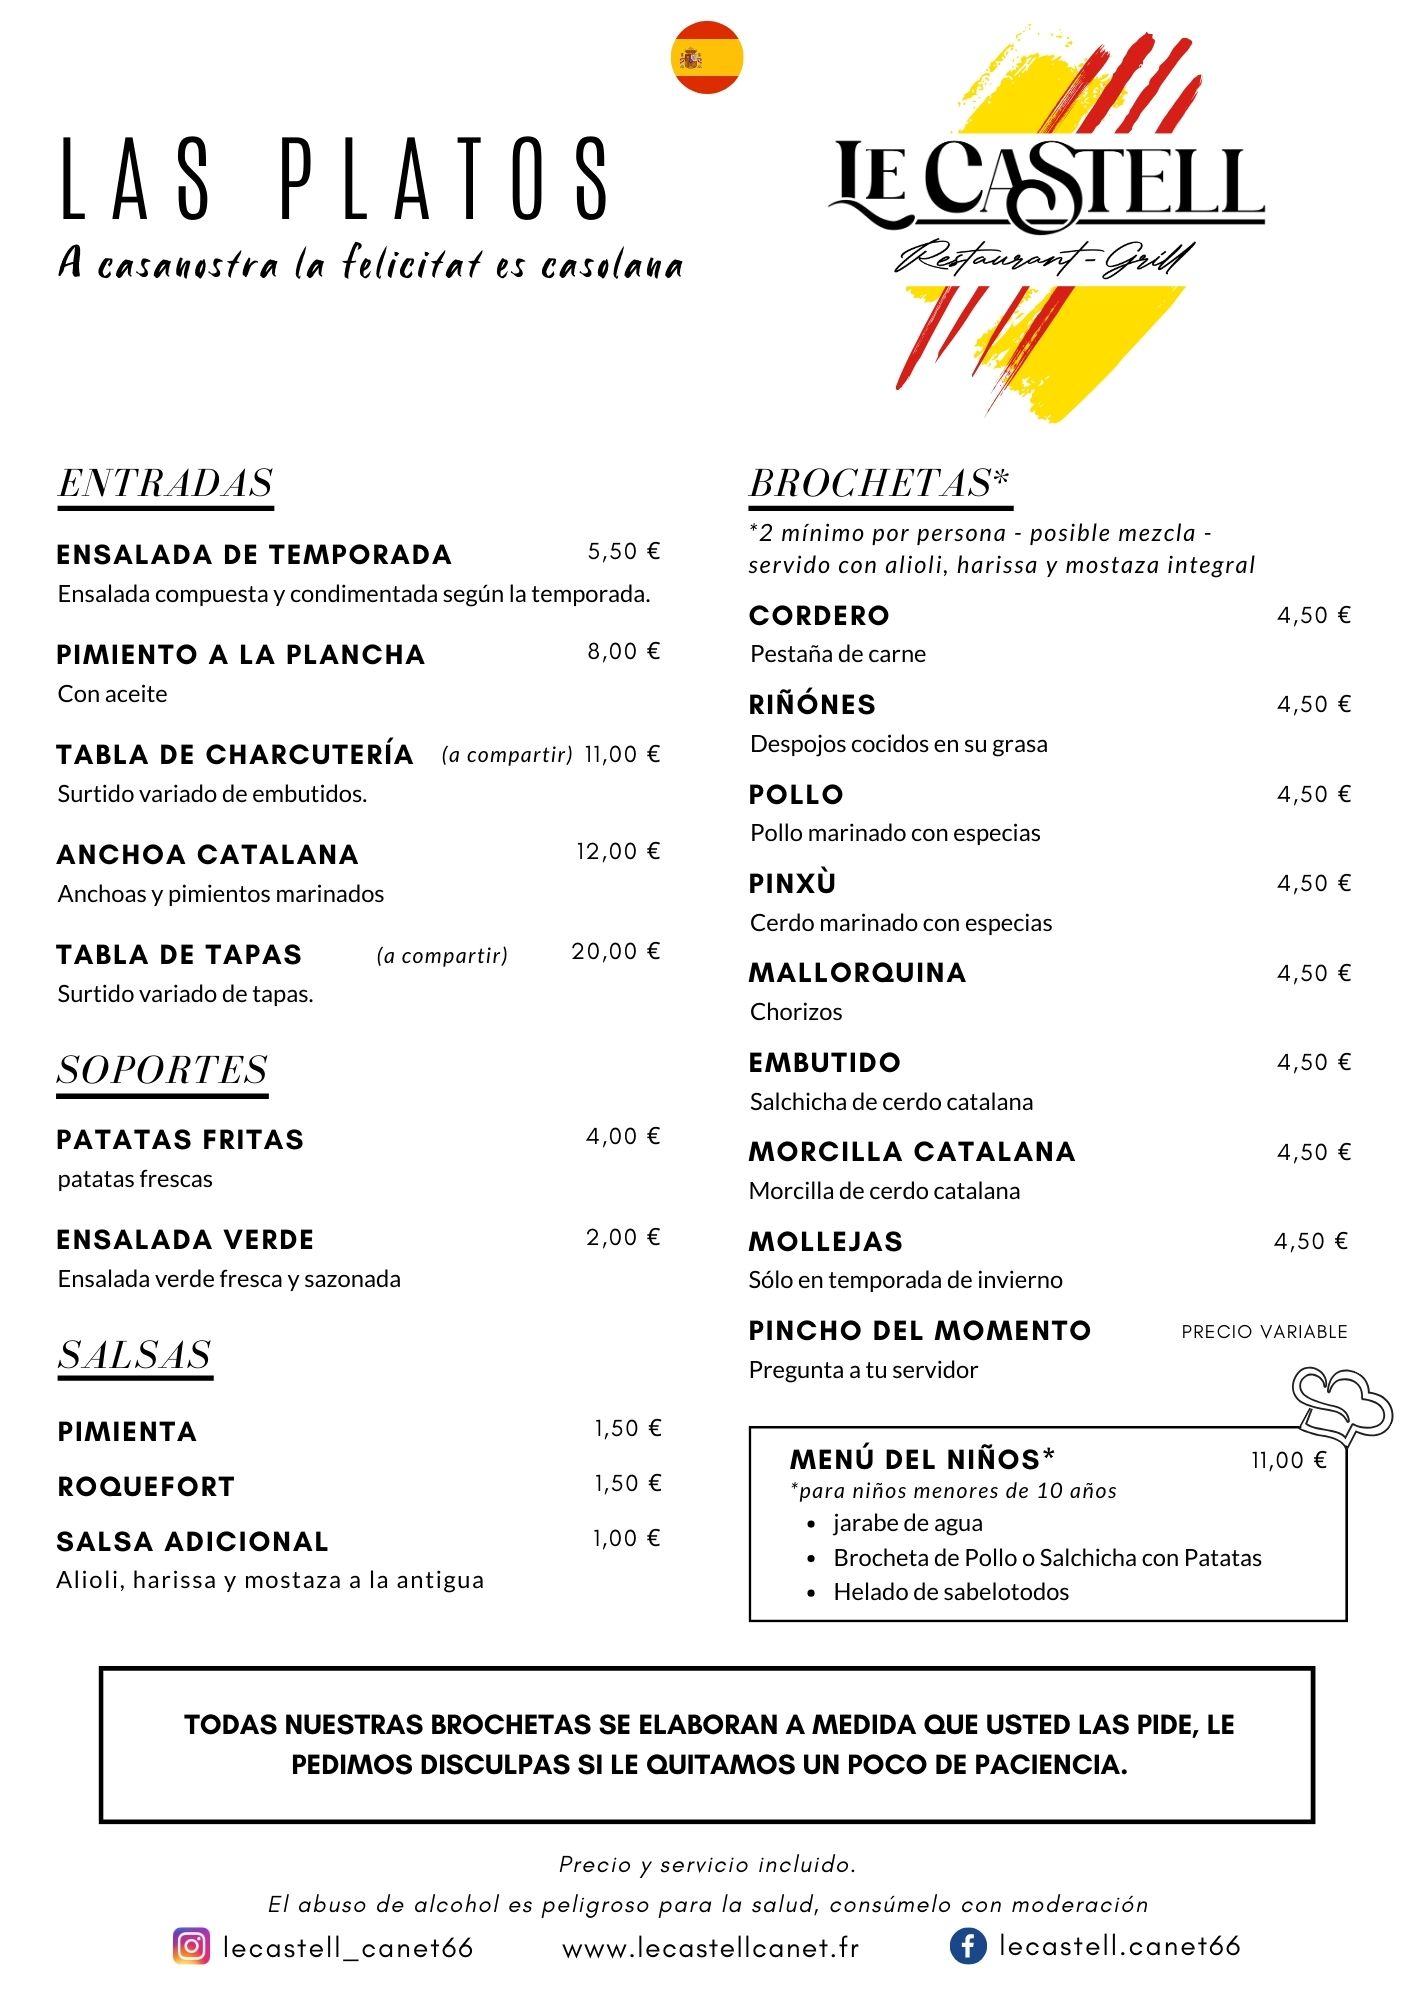 LAS PLATOS
A casanostra la felicitat es casolana
LE CASTELL
Restaurant-Grill
ENTRADAS
ENSALADA DE TEMPORADA 5,50 €
Ensalada compuesta y condimentada según la temporada.
PIMIENTO A LA PLANCHA 8,00 €
Con aceite
TABLA DE CHARCUTERÍA (a compartir) 11,00 €
Surtido variado de embutidos.
ANCHOA CATALANA 12,00 €
Anchoas y pimientos marinados
TABLA DE TAPAS (a compartir) 20,00 €
Surtido variado de tapas.
SOPORTES
PATATAS FRITAS 4,00 €
patatas frescas
ENSALADA VERDE 2,00 €
Ensalada verde fresca y sazonada
SALSAS
PIMIENTA 1,50 €
ROQUEFORT 1,50 €
SALSA ADICIONAL 1,00 €
Alioli, harissa y mostaza a la antigua
BROCHETAS*
*2 mínimo por persona - posible mezcla -
servido con alioli, harissa y mostaza integral
CORDERO 4,50 €
Pestaña de carne
RIÑÓNES 4,50 €
Despojos cocidos en su grasa
POLLO 4,50 €
Pollo marinado con especias
PINXÙ 4,50 €
Cerdo marinado con especias
MALLORQUINA 4,50 €
Chorizos
EMBUTIDO 4,50 €
Salchicha de cerdo catalana
MORCILLA CATALANA 4,50 €
Morcilla de cerdo catalana
MOLLEJAS 4,50 €
Sólo en temporada de invierno
PINCHO DEL MOMENTO PRECIO VARIABLE
Pregunta a tu servidor
MENÚ DEL NIÑOS* 11,00 €
*para niños menores de 10 años
• jarabe de agua
• Brocheta de Pollo o Salchicha con Patatas
• Helado de sabelotodos
TODAS NUESTRAS BROCHETAS SE ELABORAN A MEDIDA QUE USTED LAS PIDE, LE
PEDIMOS DISCULPAS SI LE QUITAMOS UN POCO DE PACIENCIA.
Precio y servicio incluido.
El abuso de alcohol es peligroso para la salud, consúmelo con moderación
lecastell_canet66 www.lecastellcanet.fr lecastell.canet66